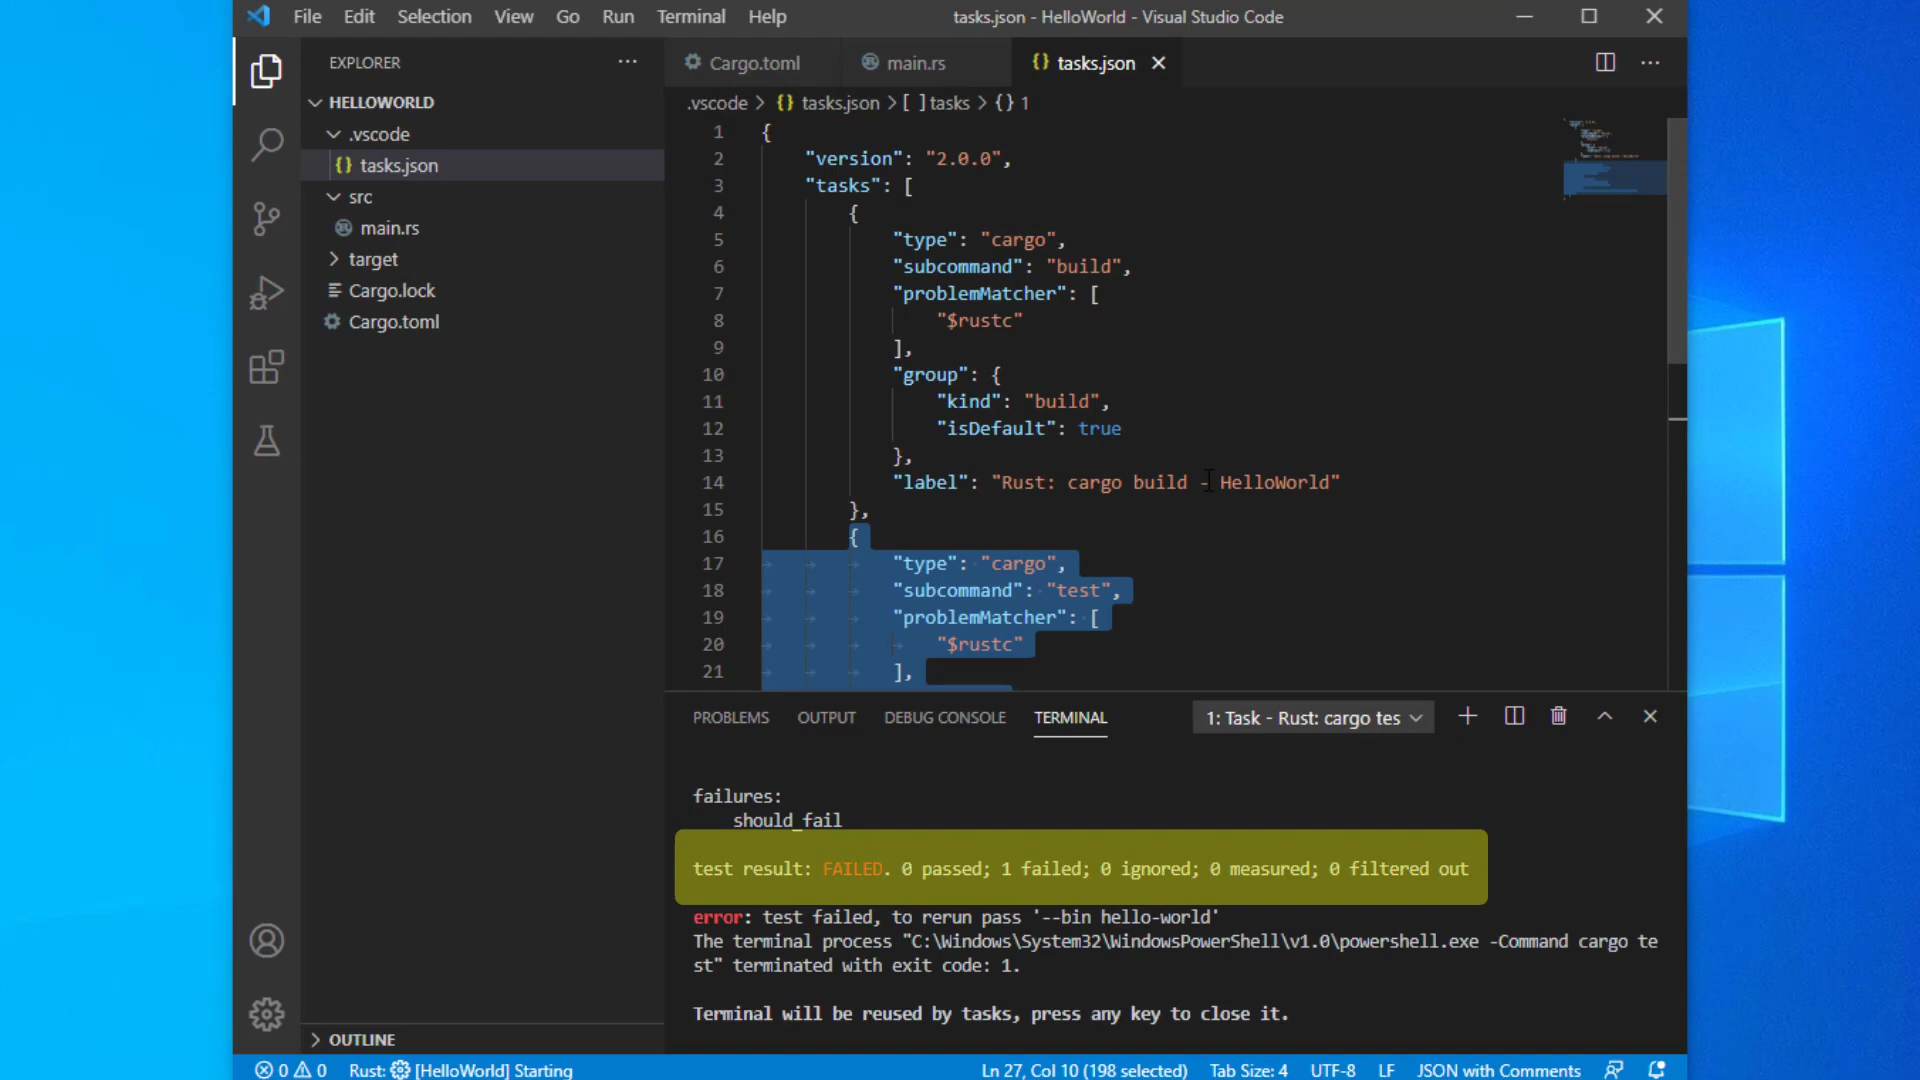 File Edit Selection View Go Run Terminal Help tasks.json - HelloWorld - Visual Studio Code
EXPLORER
HELLOWORLD
.vscode
tasks.json
src
main.rs
target
Cargo.lock
Cargo.toml
OUTLINE
Cargo.toml main.rs {} tasks.json
.vscode > {} tasks.json > [ ] tasks > {} 1
1 {
2 "version": "2.0.0",
3 "tasks": [
4 {
5 "type": "cargo",
6 "subcommand": "build",
7 "problemMatcher": [
8 "$rustc"
9 ],
10 "group": {
11 "kind": "build",
12 "isDefault": true
13 },
14 "label": "Rust: cargo build - HelloWorld"
15 },
16 {
17 "type": "cargo",
18 "subcommand": "test",
19 "problemMatcher": [
20 "$rustc"
21 ],
PROBLEMS OUTPUT DEBUG CONSOLE TERMINAL 1: Task - Rust: cargo tes
failures:
should_fail
test result: FAILED. 0 passed; 1 failed; 0 ignored; 0 measured; 0 filtered out
error: test failed, to rerun pass '--bin hello-world'
The terminal process "C:\Windows\System32\WindowsPowerShell\v1.0\powershell.exe -Command cargo te
st" terminated with exit code: 1.
Terminal will be reused by tasks, press any key to close it.
0 0 Rust: [HelloWorld] Starting Ln 27, Col 10 (198 selected) Tab Size: 4 UTF-8 LF JSON with Comments